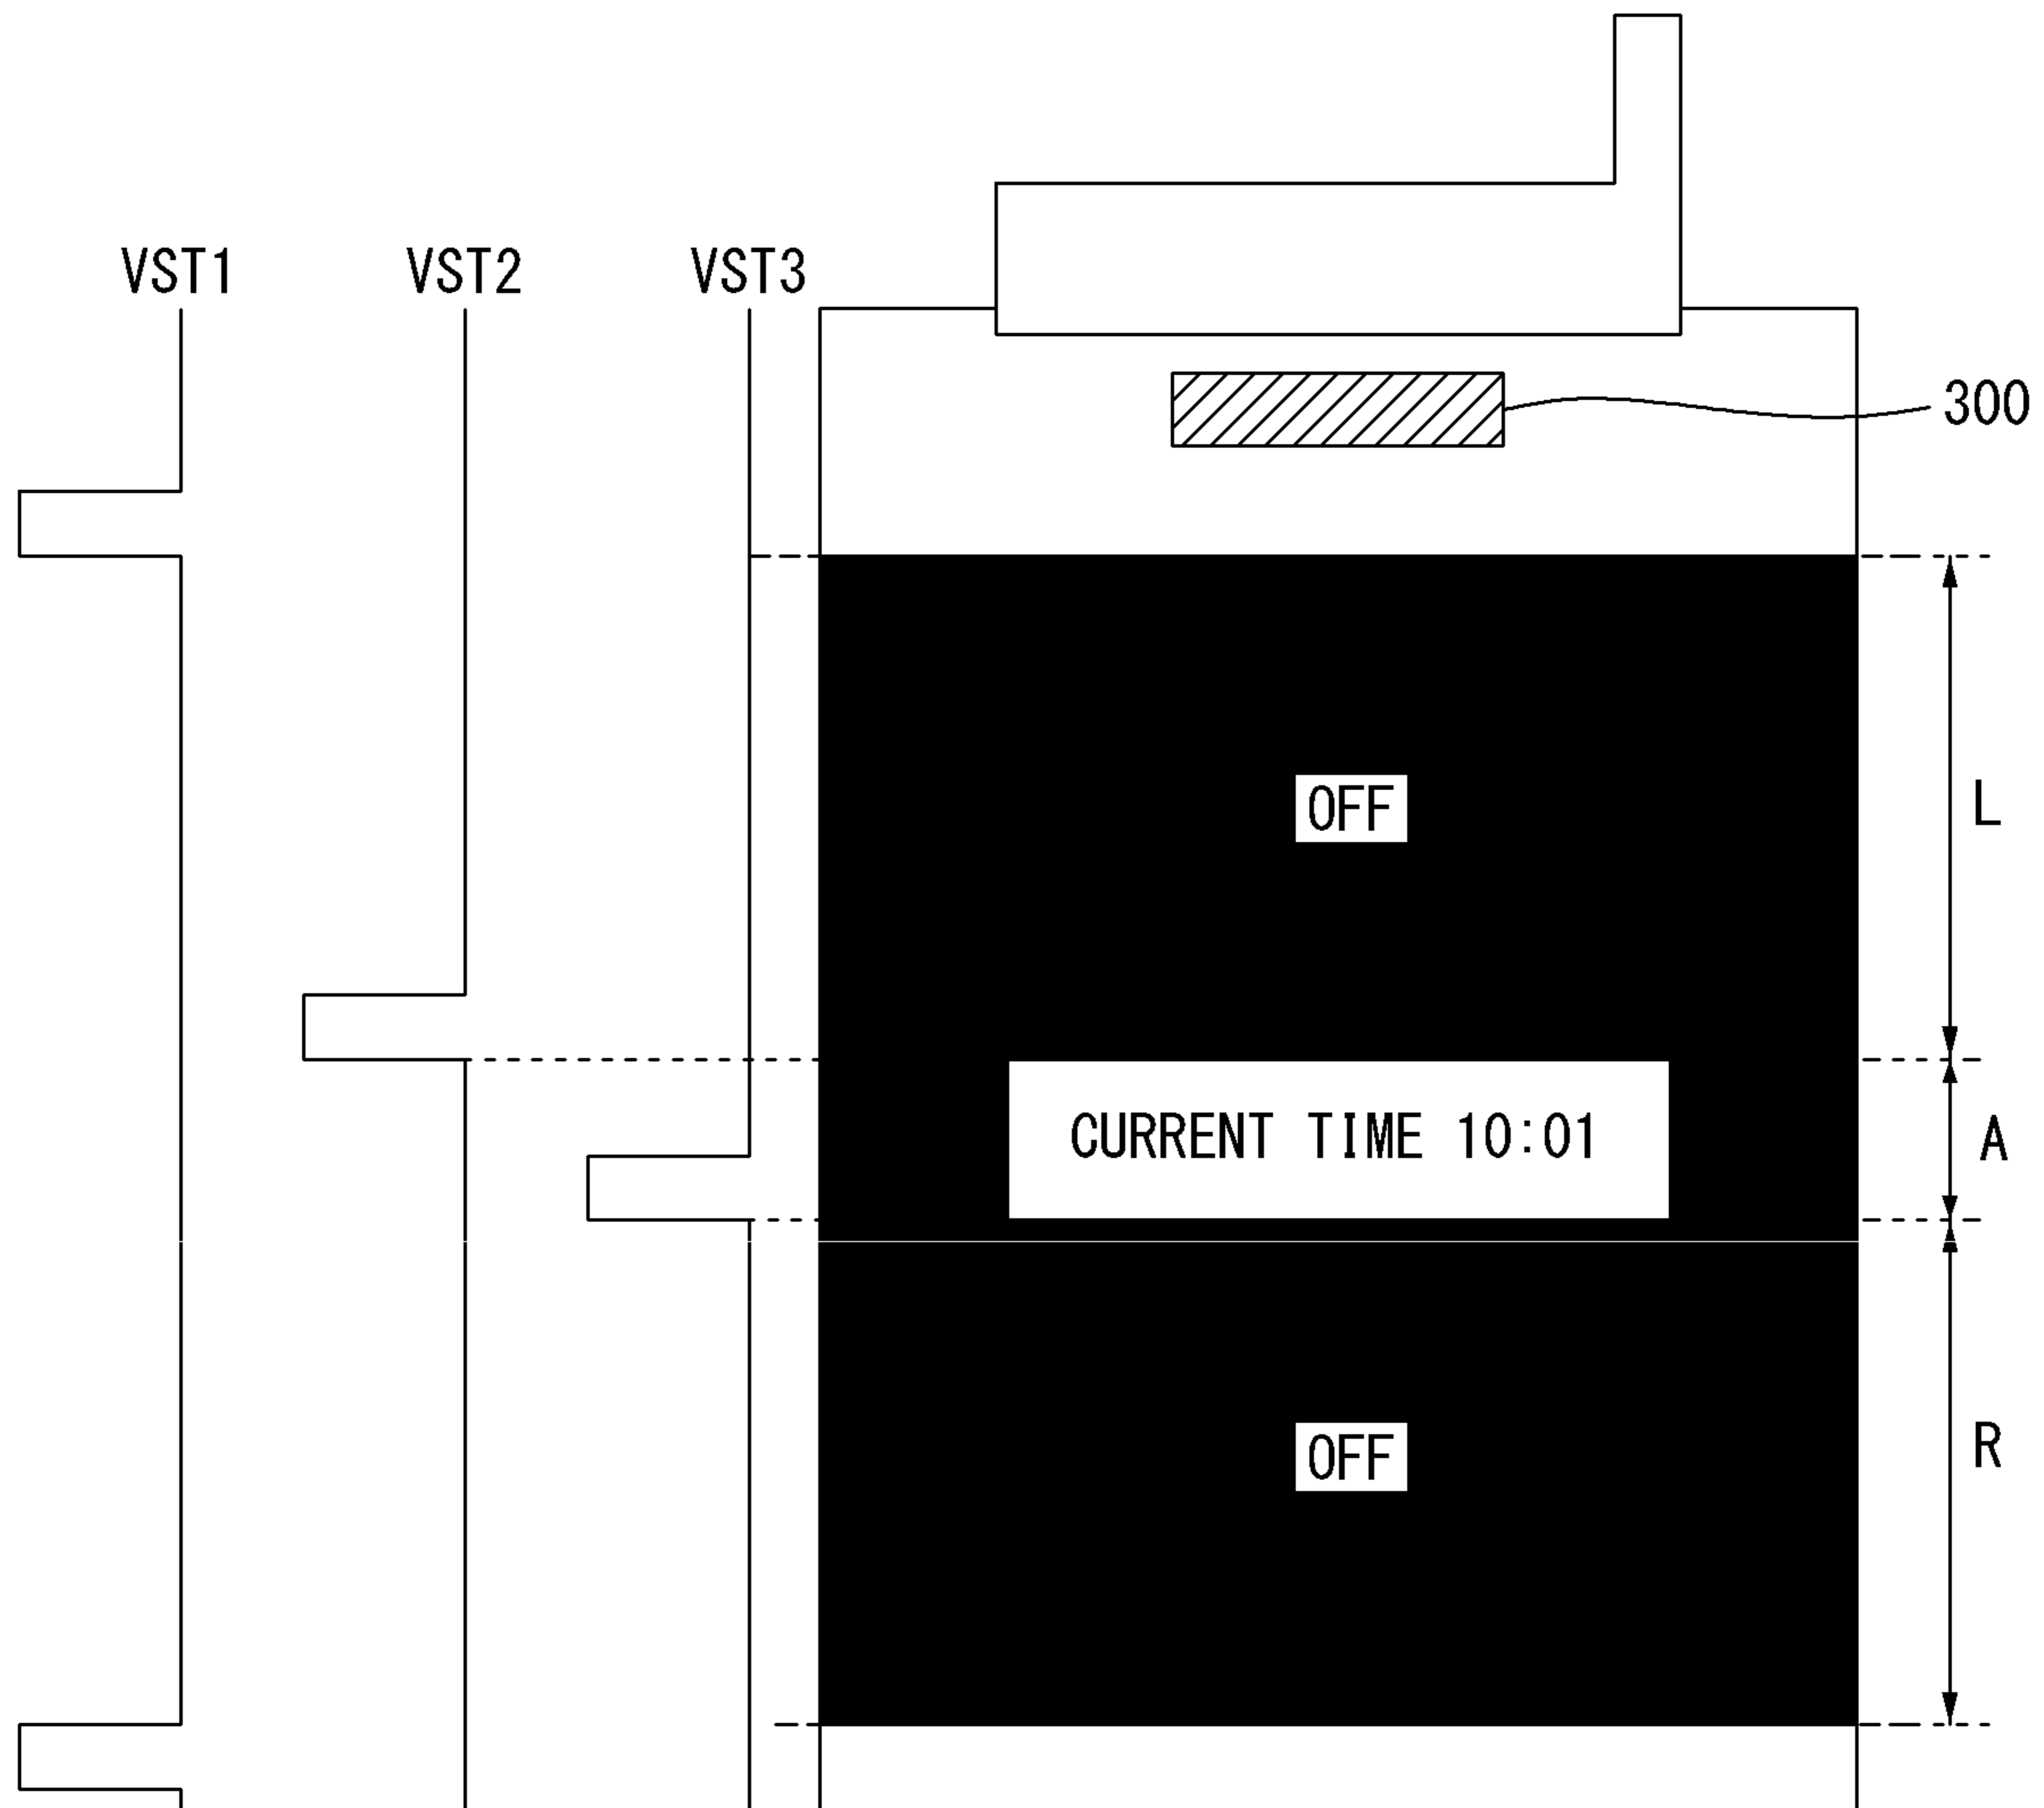 VST1 VST2 VST3
300
OFF
L
CURRENT TIME 10:01
A
OFF
R